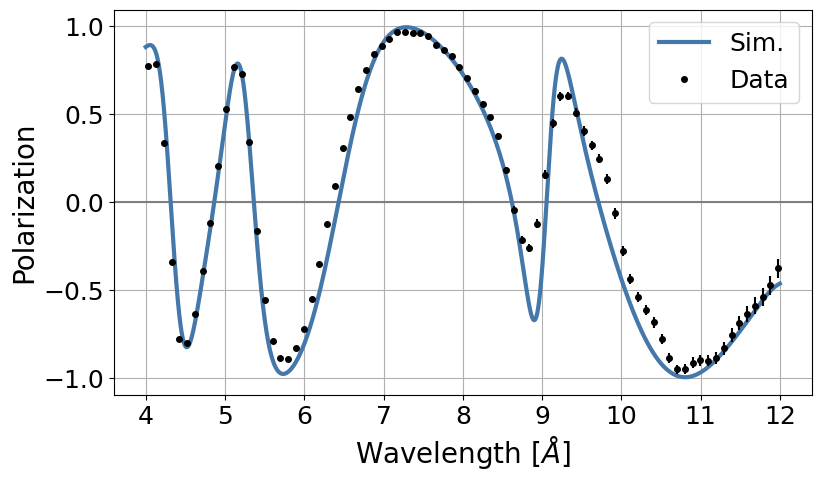 1.0
0.5
0.0
−0.5
−1.0
Polarization
Sim.
Data
4 5 6 7 8 9 10 11 12
Wavelength [Å]